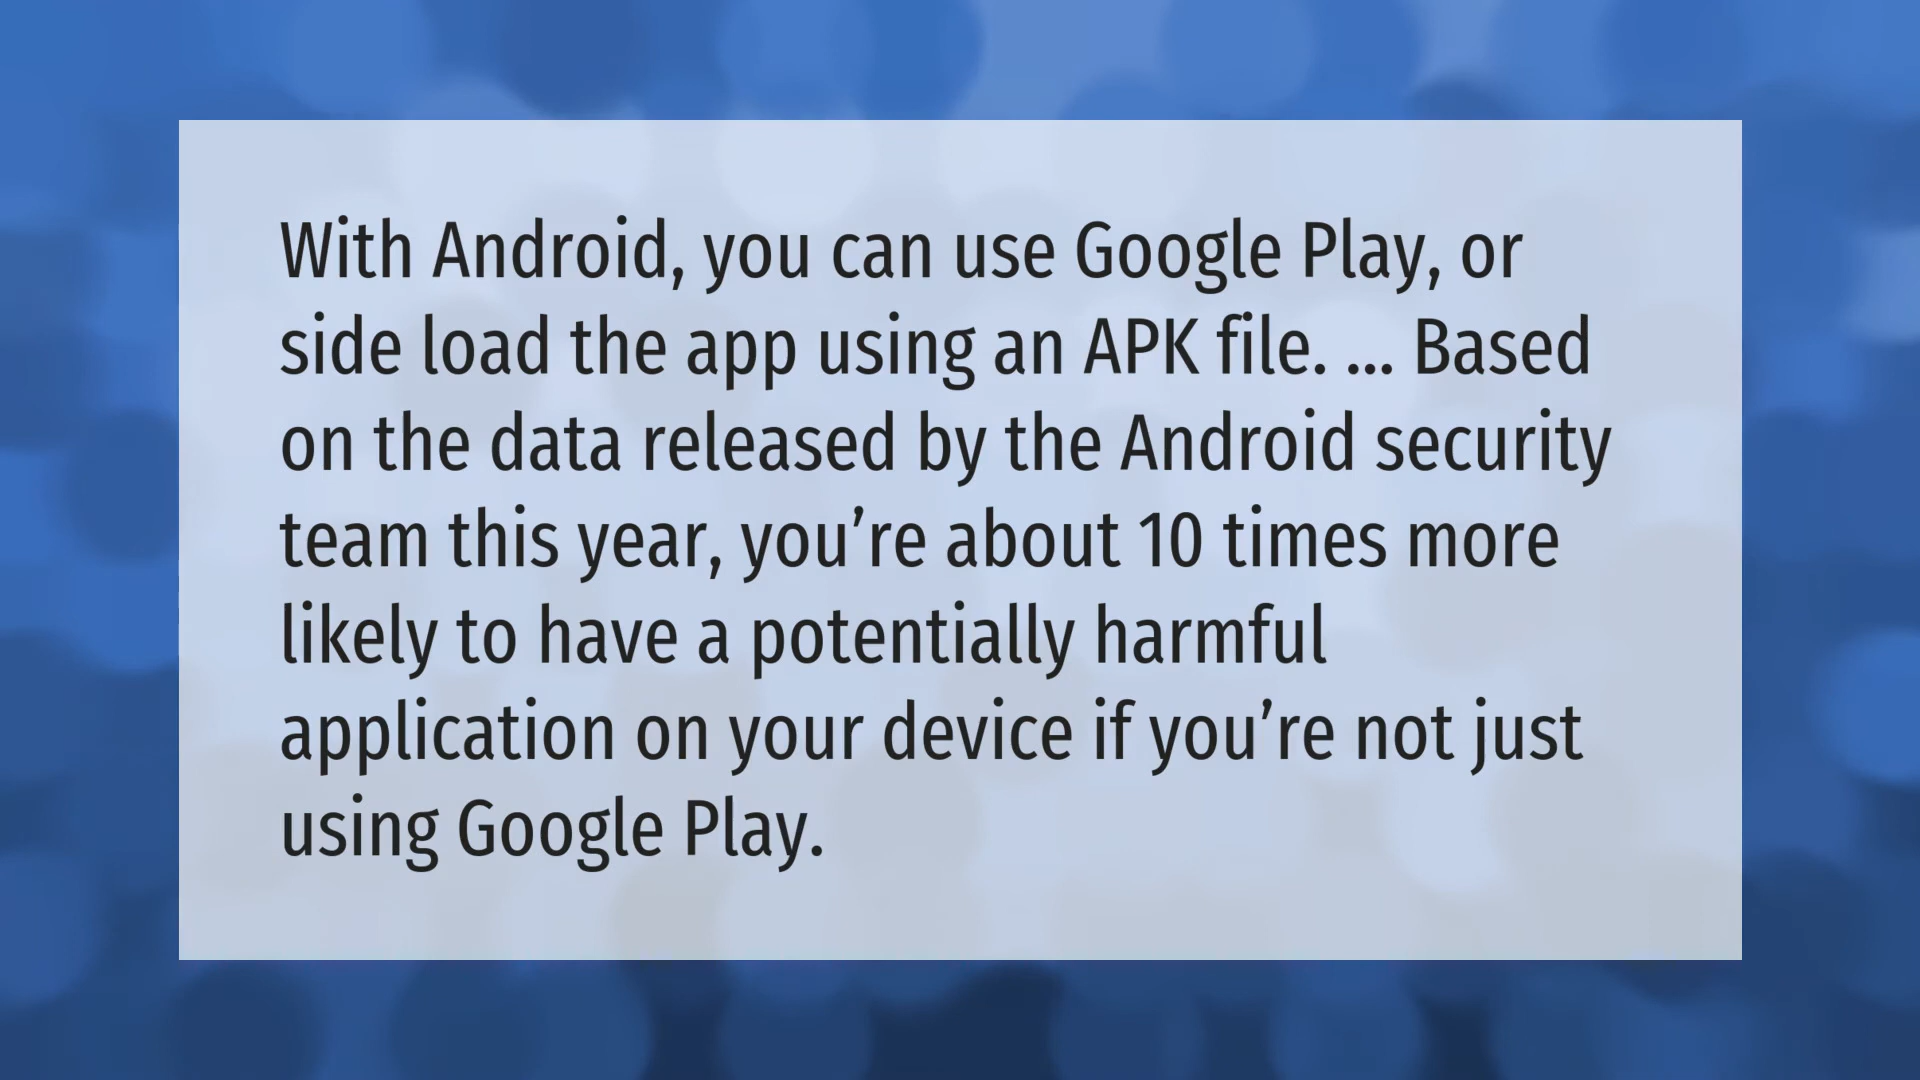 With Android, you can use Google Play, or
side load the app using an APK file. ... Based
on the data released by the Android security
team this year, you’re about 10 times more
likely to have a potentially harmful
application on your device if you’re not just
using Google Play.